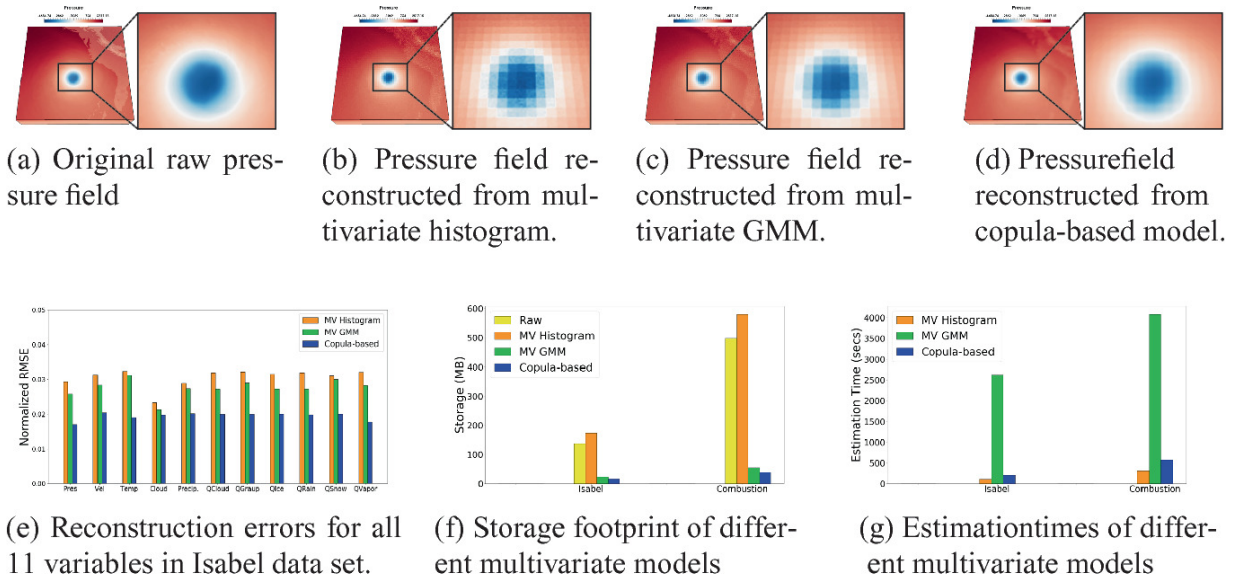 Pressure
Pressure
Pressure
Pressure
(a) Original raw pres-
sure field
(b) Pressure field re-
constructed from mul-
tivariate histogram.
(c) Pressure field re-
constructed from mul-
tivariate GMM.
(d) Pressurefield
reconstructed from
copula-based model.
0.05
0.04
0.03
0.02
0.01
0.00
Normalized RMSE
MV Histogram
MV GMM
Copula-based
Pres Vel Temp Cloud Precip. QCloud QGraup QIce QRain QSnow QVapor
(e) Reconstruction errors for all
11 variables in Isabel data set.
600
500
400
300
200
100
0
Storage (MB)
Raw
MV Histogram
MV GMM
Copula-based
Isabel Combustion
(f) Storage footprint of differ-
ent multivariate models
4000
3500
3000
2500
2000
1500
1000
500
0
Estimation Time (secs)
MV Histogram
MV GMM
Copula-based
Isabel Combustion
(g) Estimationtimes of differ-
ent multivariate models